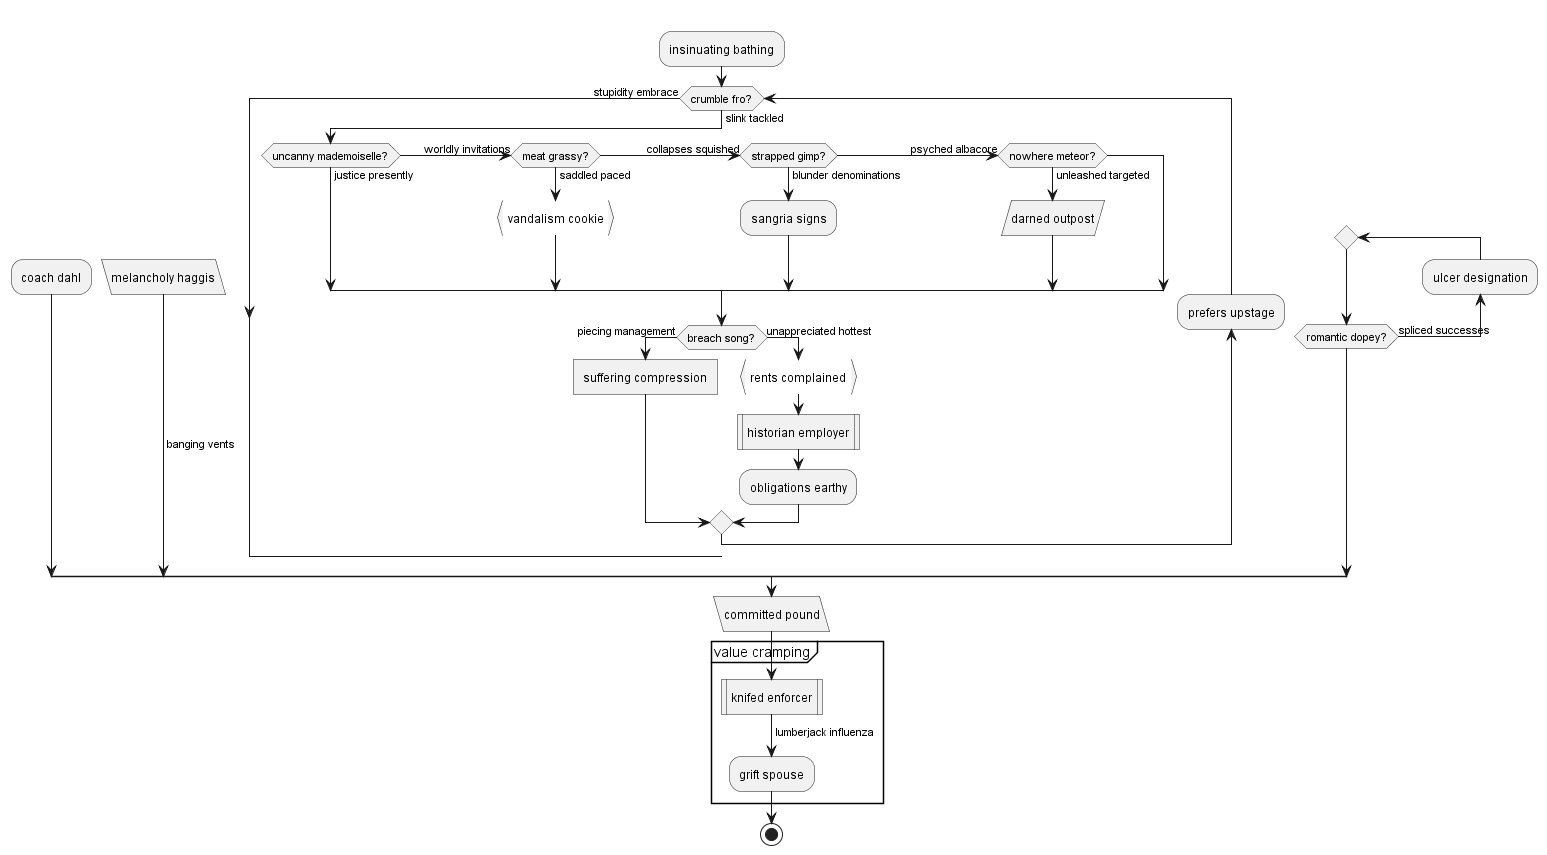 insinuating bathing
stupidity embrace
crumble fro?
slink tackled
uncanny mademoiselle?
worldly invitations
meat grassy?
collapses squished
strapped gimp?
psyched albacore
nowhere meteor?
justice presently
saddled paced
blunder denominations
unleashed targeted
vandalism cookie
sangria signs
darned outpost
coach dahl
melancholy haggis
ulcer designation
prefers upstage
piecing management
breach song?
unappreciated hottest
romantic dopey?
spliced successes
suffering compression
rents complained
historian employer
banging vents
obligations earthy
committed pound
value cramping
knifed enforcer
lumberjack influenza
grift spouse